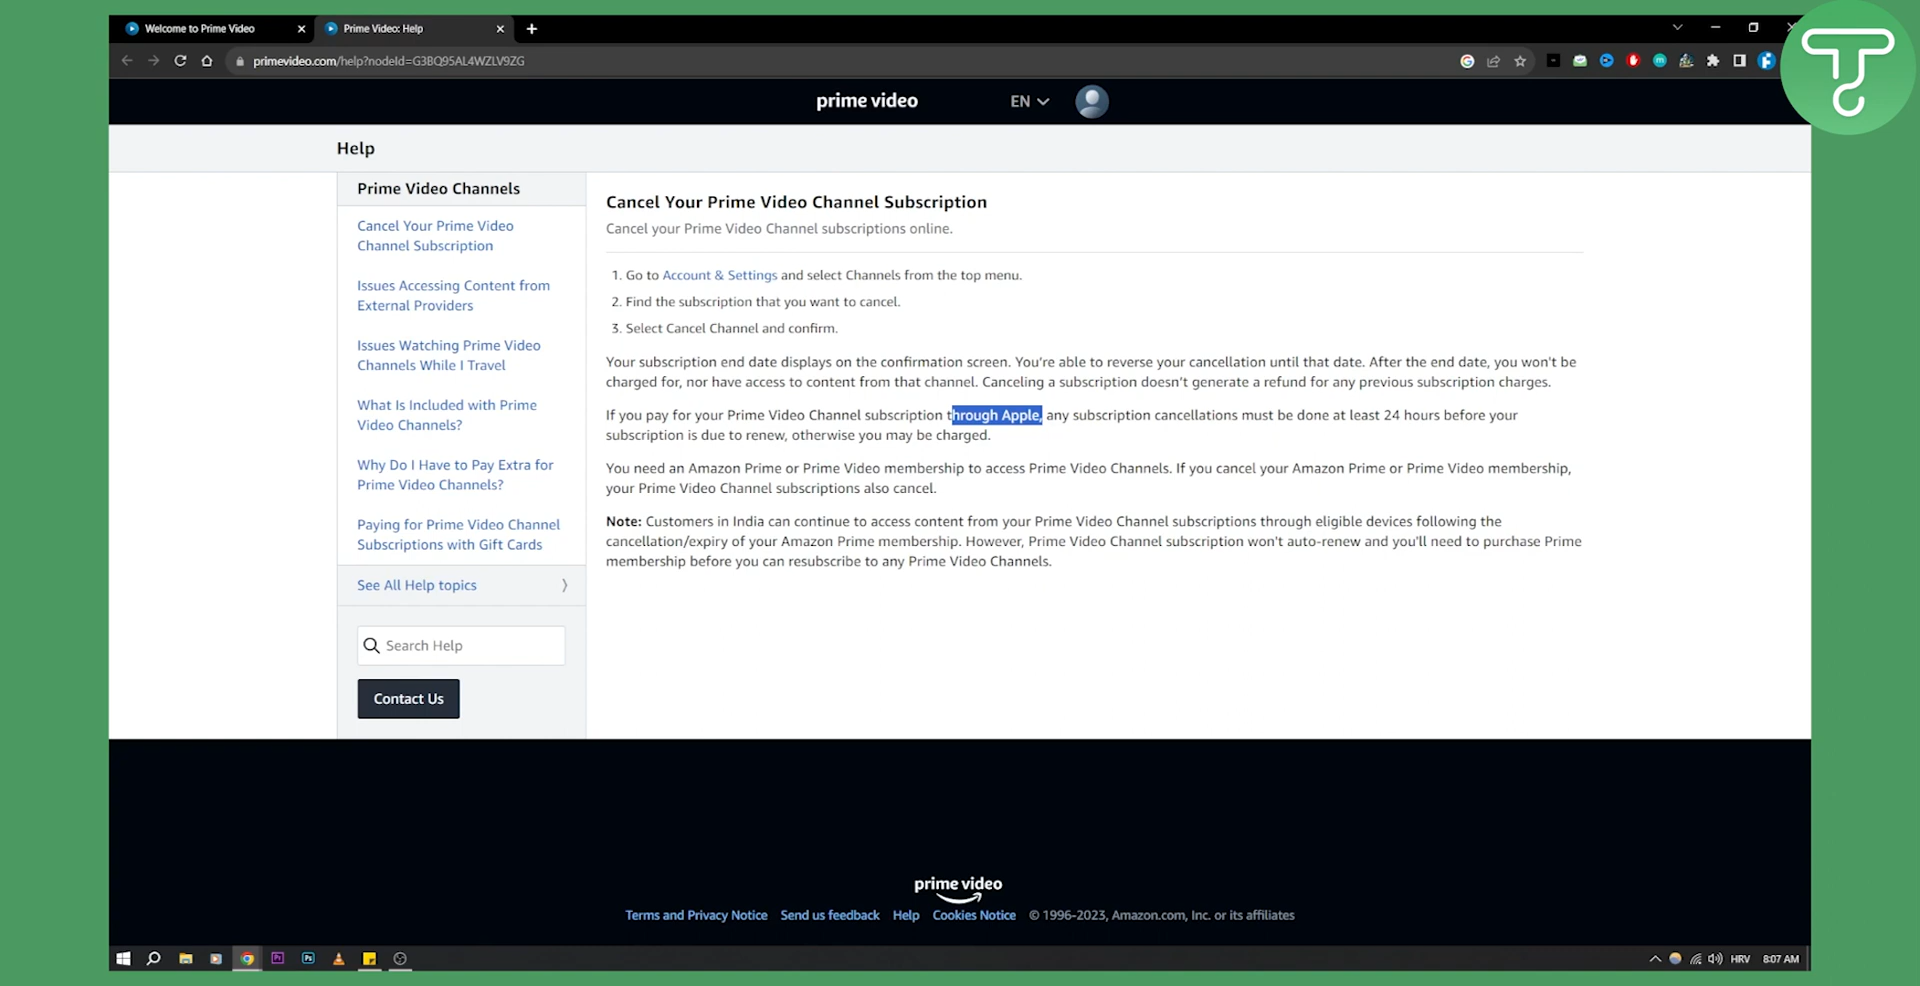 Welcome to Prime Video
Prime Video: Help
primevideo.com/help?nodeId=G3BQ95AL4WZLV9ZG
prime video
EN
Help
Prime Video Channels
Cancel Your Prime Video
Channel Subscription
Issues Accessing Content from
External Providers
Issues Watching Prime Video
Channels While I Travel
What Is Included with Prime
Video Channels?
Why Do I Have to Pay Extra for
Prime Video Channels?
Paying for Prime Video Channel
Subscriptions with Gift Cards
See All Help topics
Search Help
Contact Us
Cancel Your Prime Video Channel Subscription
Cancel your Prime Video Channel subscriptions online.
1. Go to Account & Settings and select Channels from the top menu.
2. Find the subscription that you want to cancel.
3. Select Cancel Channel and confirm.
Your subscription end date displays on the confirmation screen. You're able to reverse your cancellation until that date. After the end date, you won't be
charged for, nor have access to content from that channel. Canceling a subscription doesn't generate a refund for any previous subscription charges.
If you pay for your Prime Video Channel subscription through Apple, any subscription cancellations must be done at least 24 hours before your
subscription is due to renew, otherwise you may be charged.
You need an Amazon Prime or Prime Video membership to access Prime Video Channels. If you cancel your Amazon Prime or Prime Video membership,
your Prime Video Channel subscriptions also cancel.
Note: Customers in India can continue to access content from your Prime Video Channel subscriptions through eligible devices following the
cancellation/expiry of your Amazon Prime membership. However, Prime Video Channel subscription won't auto-renew and you'll need to purchase Prime
membership before you can resubscribe to any Prime Video Channels.
prime video
Terms and Privacy Notice Send us feedback Help Cookies Notice © 1996-2023, Amazon.com, Inc. or its affiliates
Pr
Ps
HRV
8:07 AM